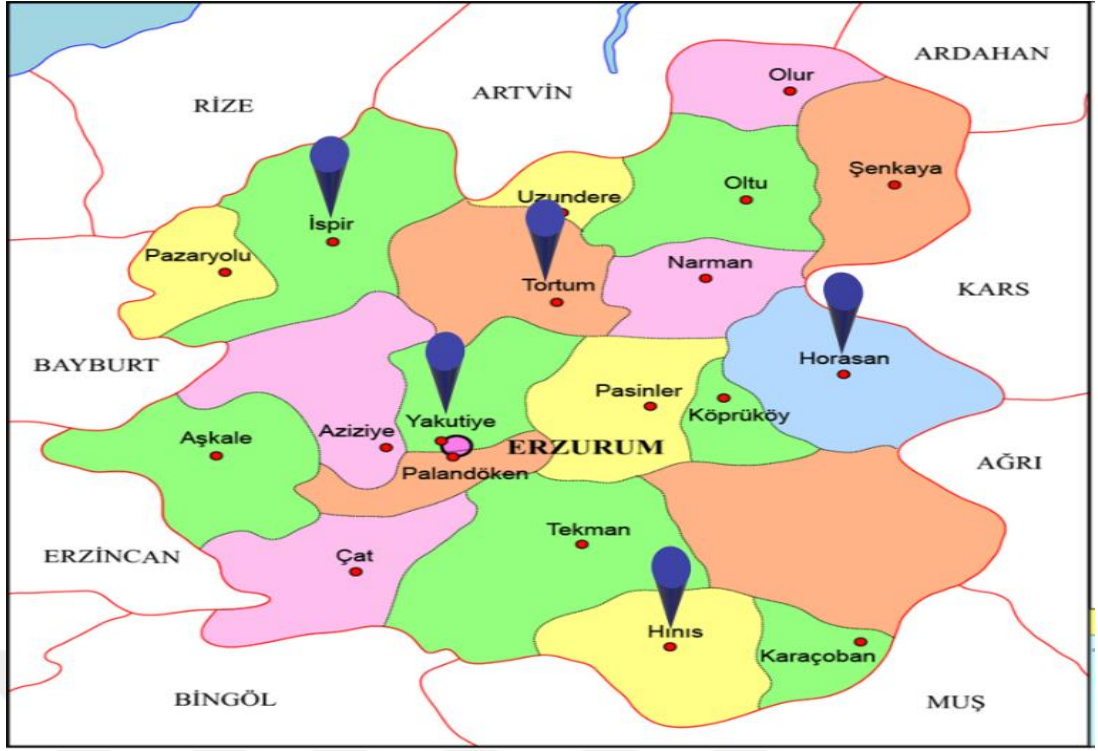 ARDAHAN
Olur
ARTVİN
RİZE
Şenkaya
Oltu
Uzundere
İspir
Pazaryolu
Narman
Tortum
KARS
Horasan
BAYBURT
Pasinler
Köprüköy
Yakutiye
Aziziye
Aşkale
ERZURUM
AĞRI
Palandöken
Tekman
ERZİNCAN
Çat
Hınıs
Karaçoban
BİNGÖL
MUŞ